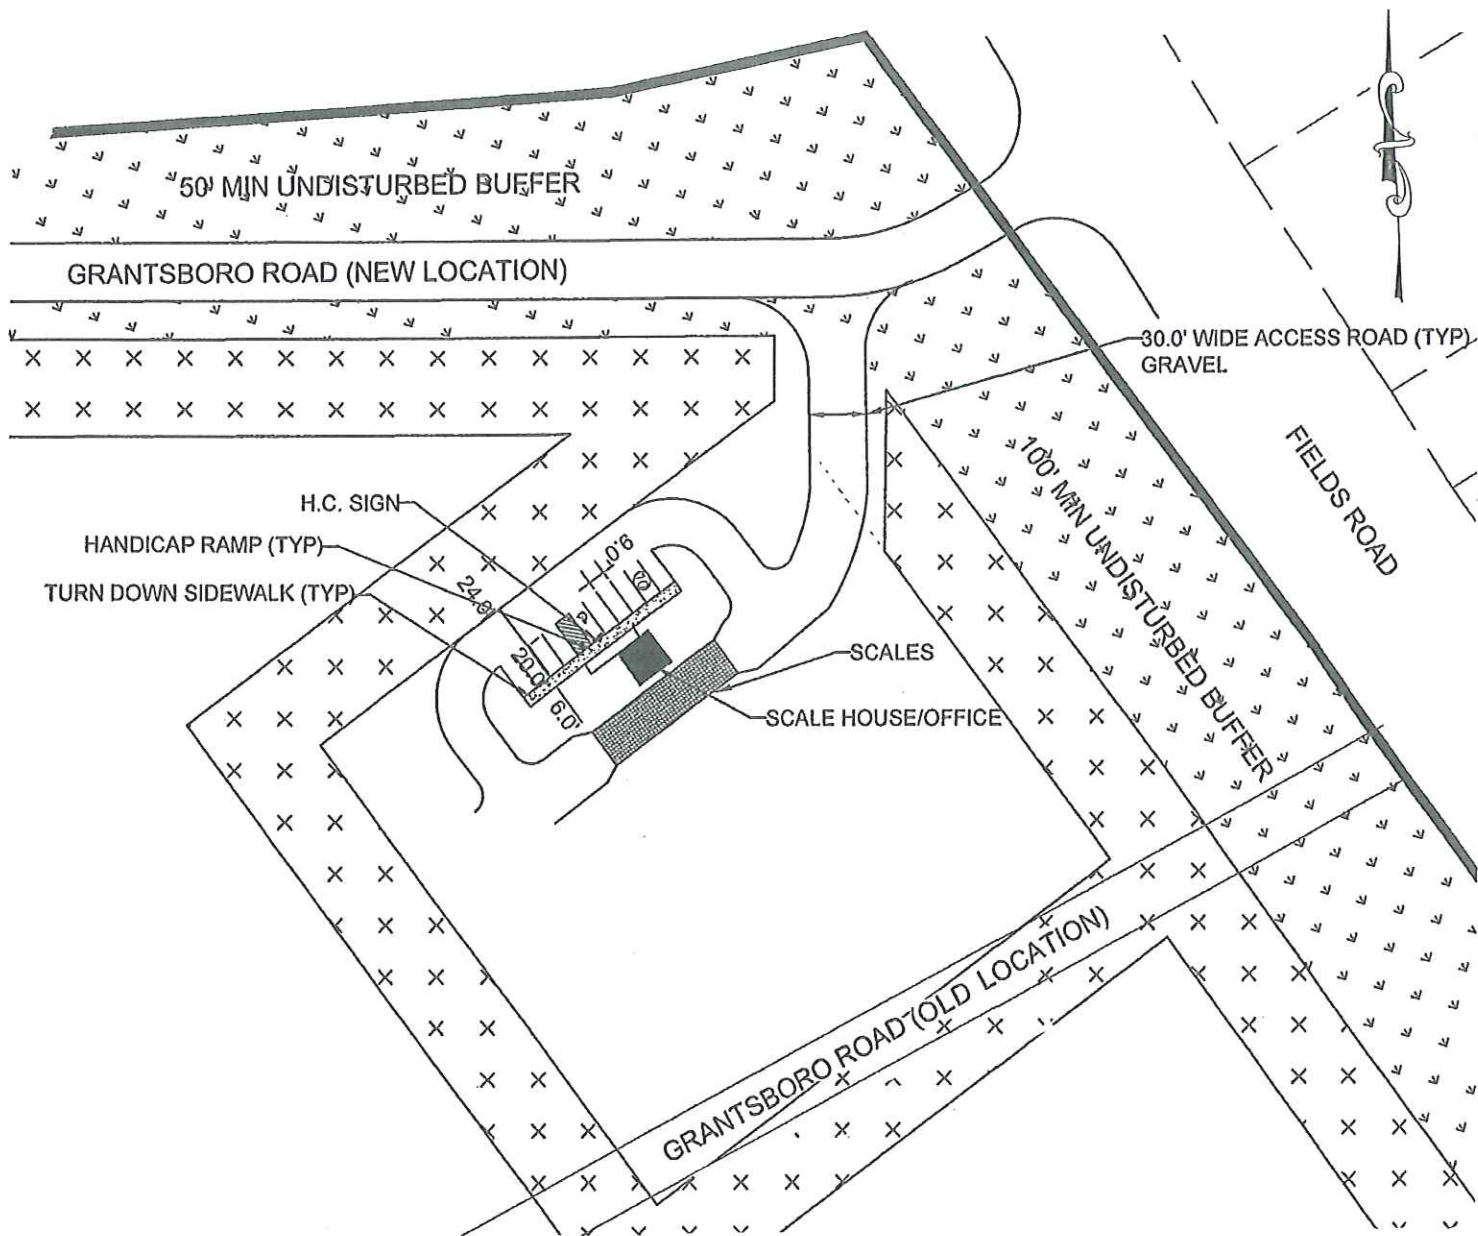 50' MIN UNDISTURBED BUFFER
GRANTSBORO ROAD (NEW LOCATION)
30.0' WIDE ACCESS ROAD (TYP)
GRAVEL
FIELDS ROAD
100' MIN UNDISTURBED BUFFER
H.C. SIGN
HANDICAP RAMP (TYP)
TURN DOWN SIDEWALK (TYP)
24.0'
9.0'
20.0'
6.0'
SCALES
SCALE HOUSE/OFFICE
GRANTSBORO ROAD (OLD LOCATION)